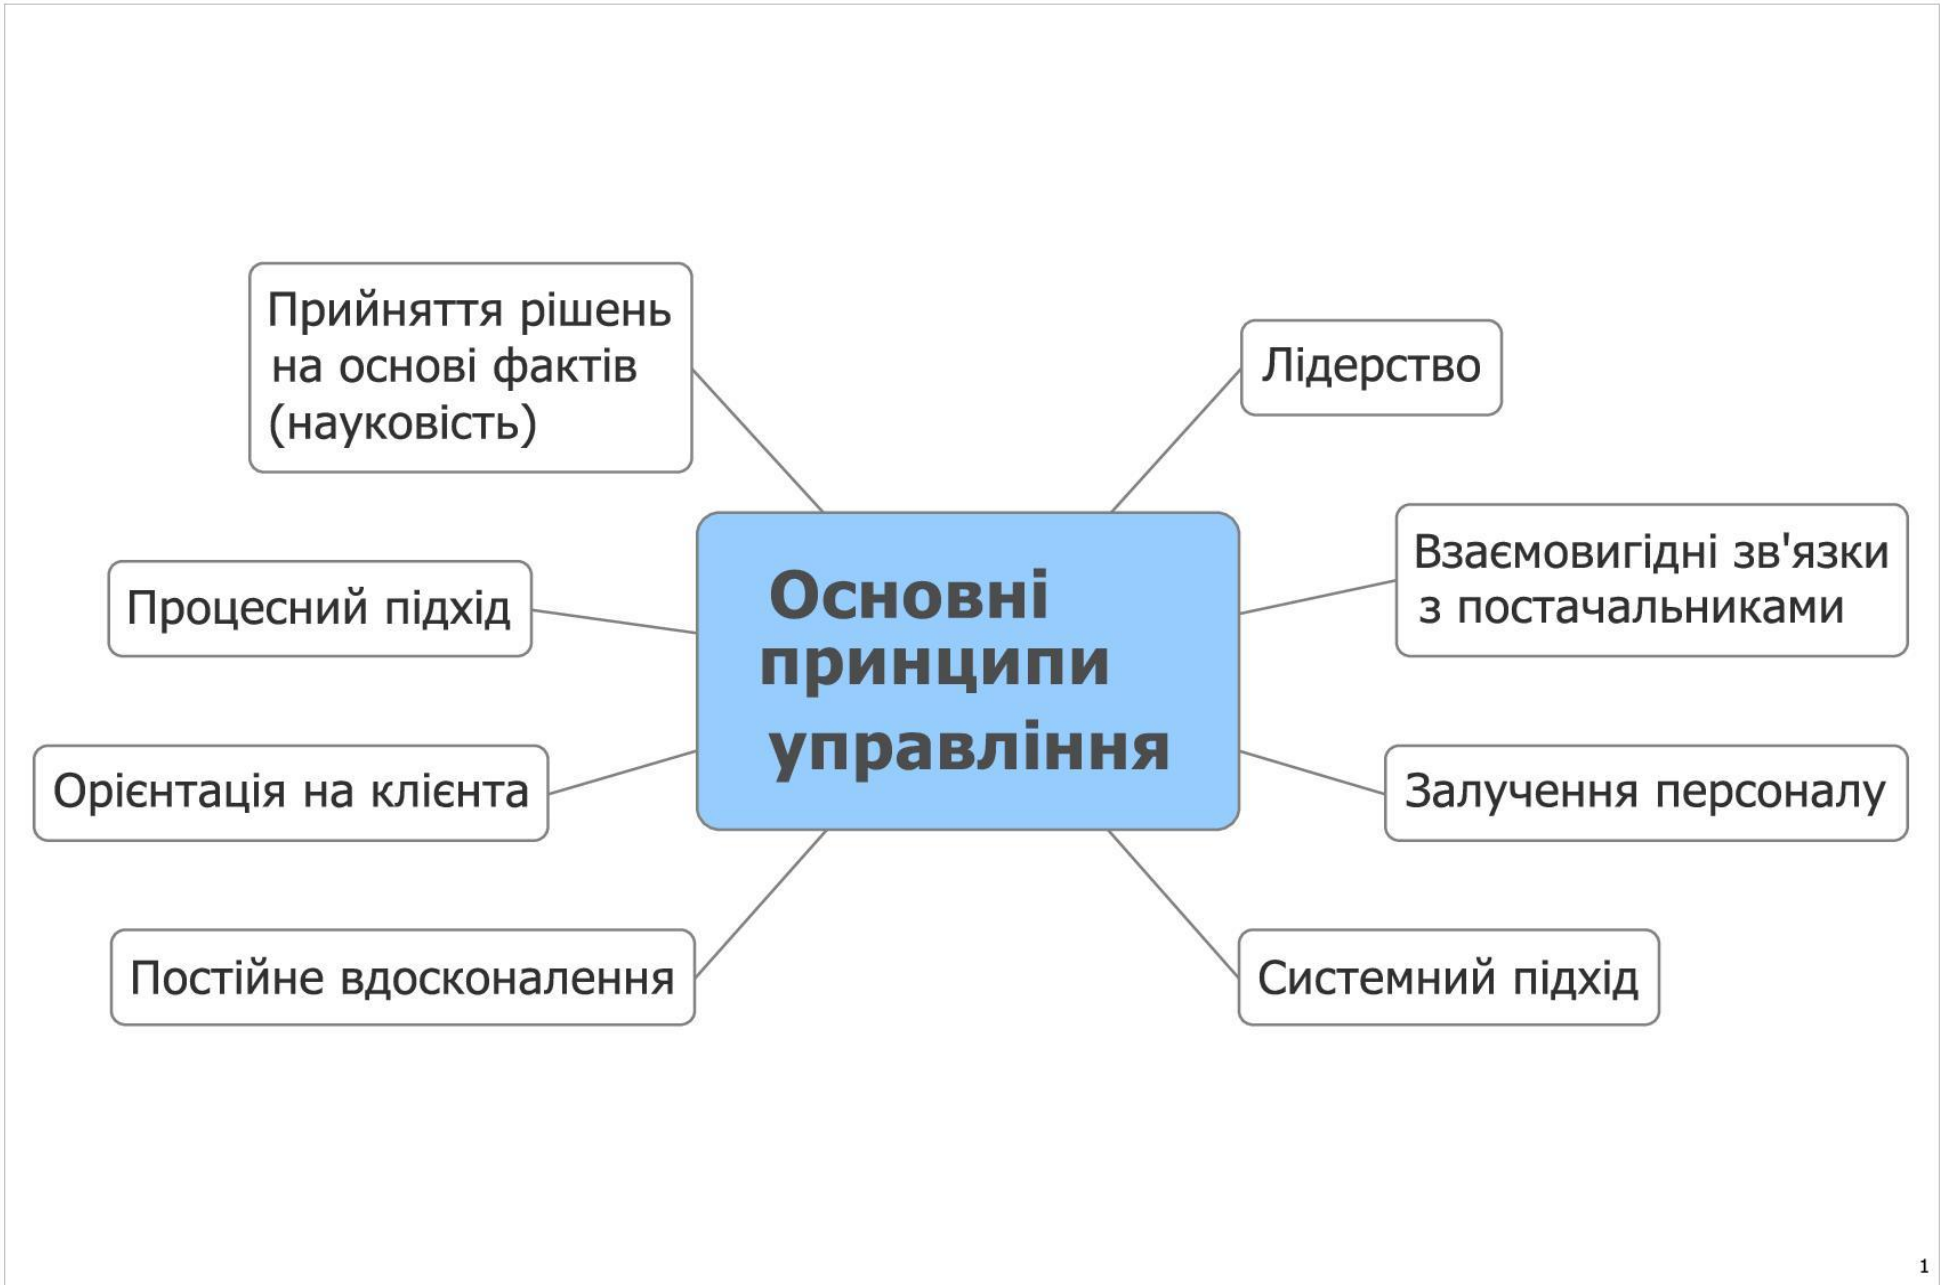 Прийняття рішень
на основі фактів
(науковість)
Лідерство
Взаємовигідні зв'язки
з постачальниками
Процесний підхід
Основні
принципи
управління
Орієнтація на клієнта
Залучення персоналу
Постійне вдосконалення
Системний підхід
1